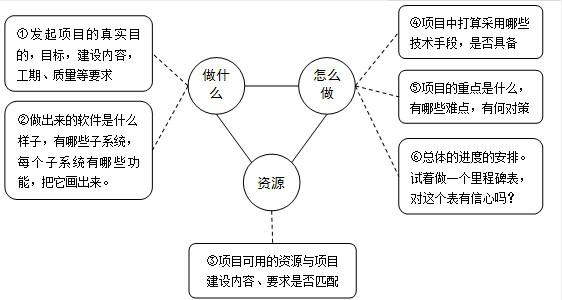 ①发起项目的真实目
的，目标，建设内容，
工期、质量等要求
②做出来的软件是什么
样子，有哪些子系统，
每个子系统有哪些功
能，把它画出来。
做什
么
怎么
做
资源
③项目可用的资源与项目
建设内容、要求是否匹配
④项目中打算采用哪些
技术手段，是否具备
⑤项目的重点是什么，
有哪些难点，有何对策
⑥总体的进度的安排。
试着做一个里程碑表，
对这个表有信心吗？